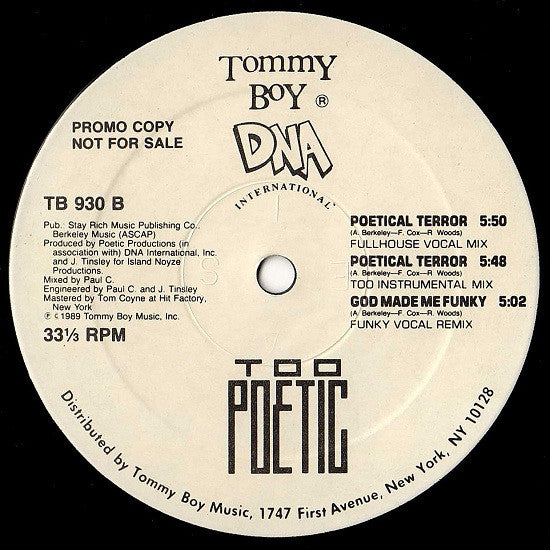 Tommy
Boy ®
DNA
INTERNATIONAL
PROMO COPY
NOT FOR SALE
TB 930 B
Pub.: Stay Rich Music Publishing Co.,
Berkeley Music (ASCAP)
Produced by Poetic Productions (in
association with) DNA International, Inc.
and J. Tinsley for Island Noyze
Productions.
Mixed by Paul C.
Engineered by Paul C. and J. Tinsley
Mastered by Tom Coyne at Hit Factory,
New York
℗ © 1989 Tommy Boy Music, Inc.
33⅓ RPM
POETICAL TERROR 5:50
(A. Berkeley—F. Cox—R. Woods)
FULLHOUSE VOCAL MIX
POETICAL TERROR 5:48
(A. Berkeley—F. Cox—R. Woods)
TOO INSTRUMENTAL MIX
GOD MADE ME FUNKY 5:02
(A. Berkeley—F. Cox—R. Woods)
FUNKY VOCAL REMIX
TOO
POETIC
Distributed by Tommy Boy Music, 1747 First Avenue, New York, NY 10128